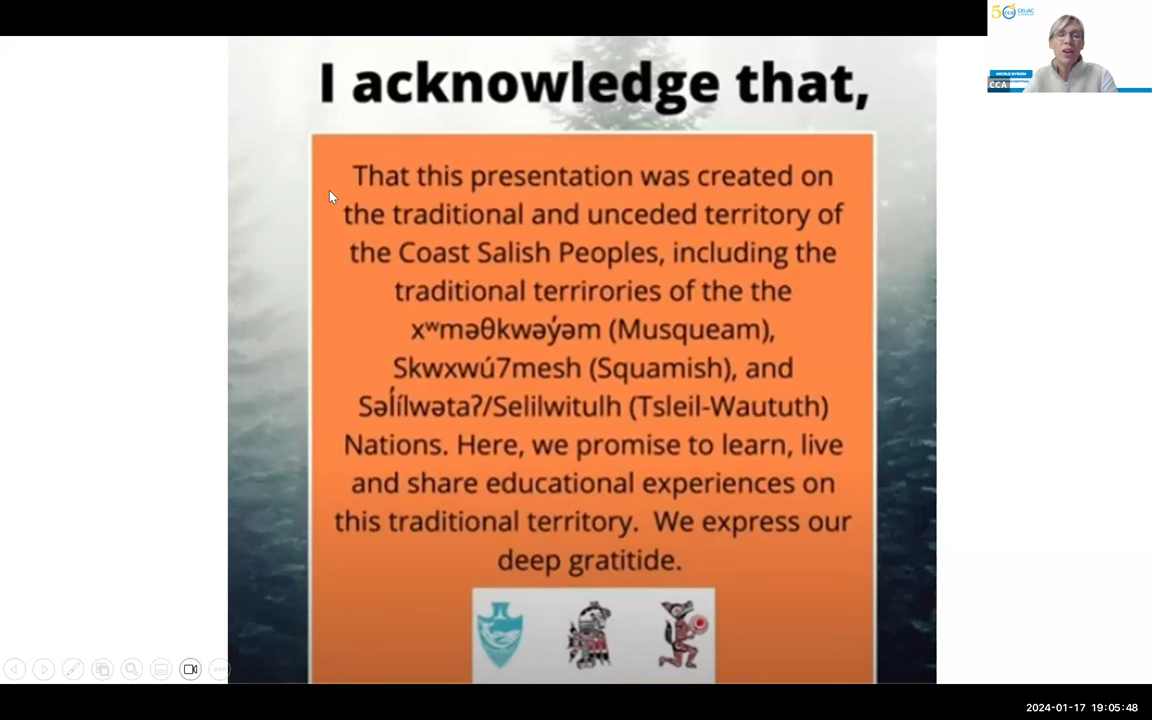 I acknowledge that,
That this presentation was created on
the traditional and unceded territory of
the Coast Salish Peoples, including the
traditional terrirories of the the
xʷməθkwəy̓əm (Musqueam),
Skwxwú7mesh (Squamish), and
Səl̓ílwətaʔ/Selilwitulh (Tsleil-Waututh)
Nations. Here, we promise to learn, live
and share educational experiences on
this traditional territory.  We express our
deep gratitide.
CELIAC
NICOLE BYROM
CCA
2024-01-17 19:05:48